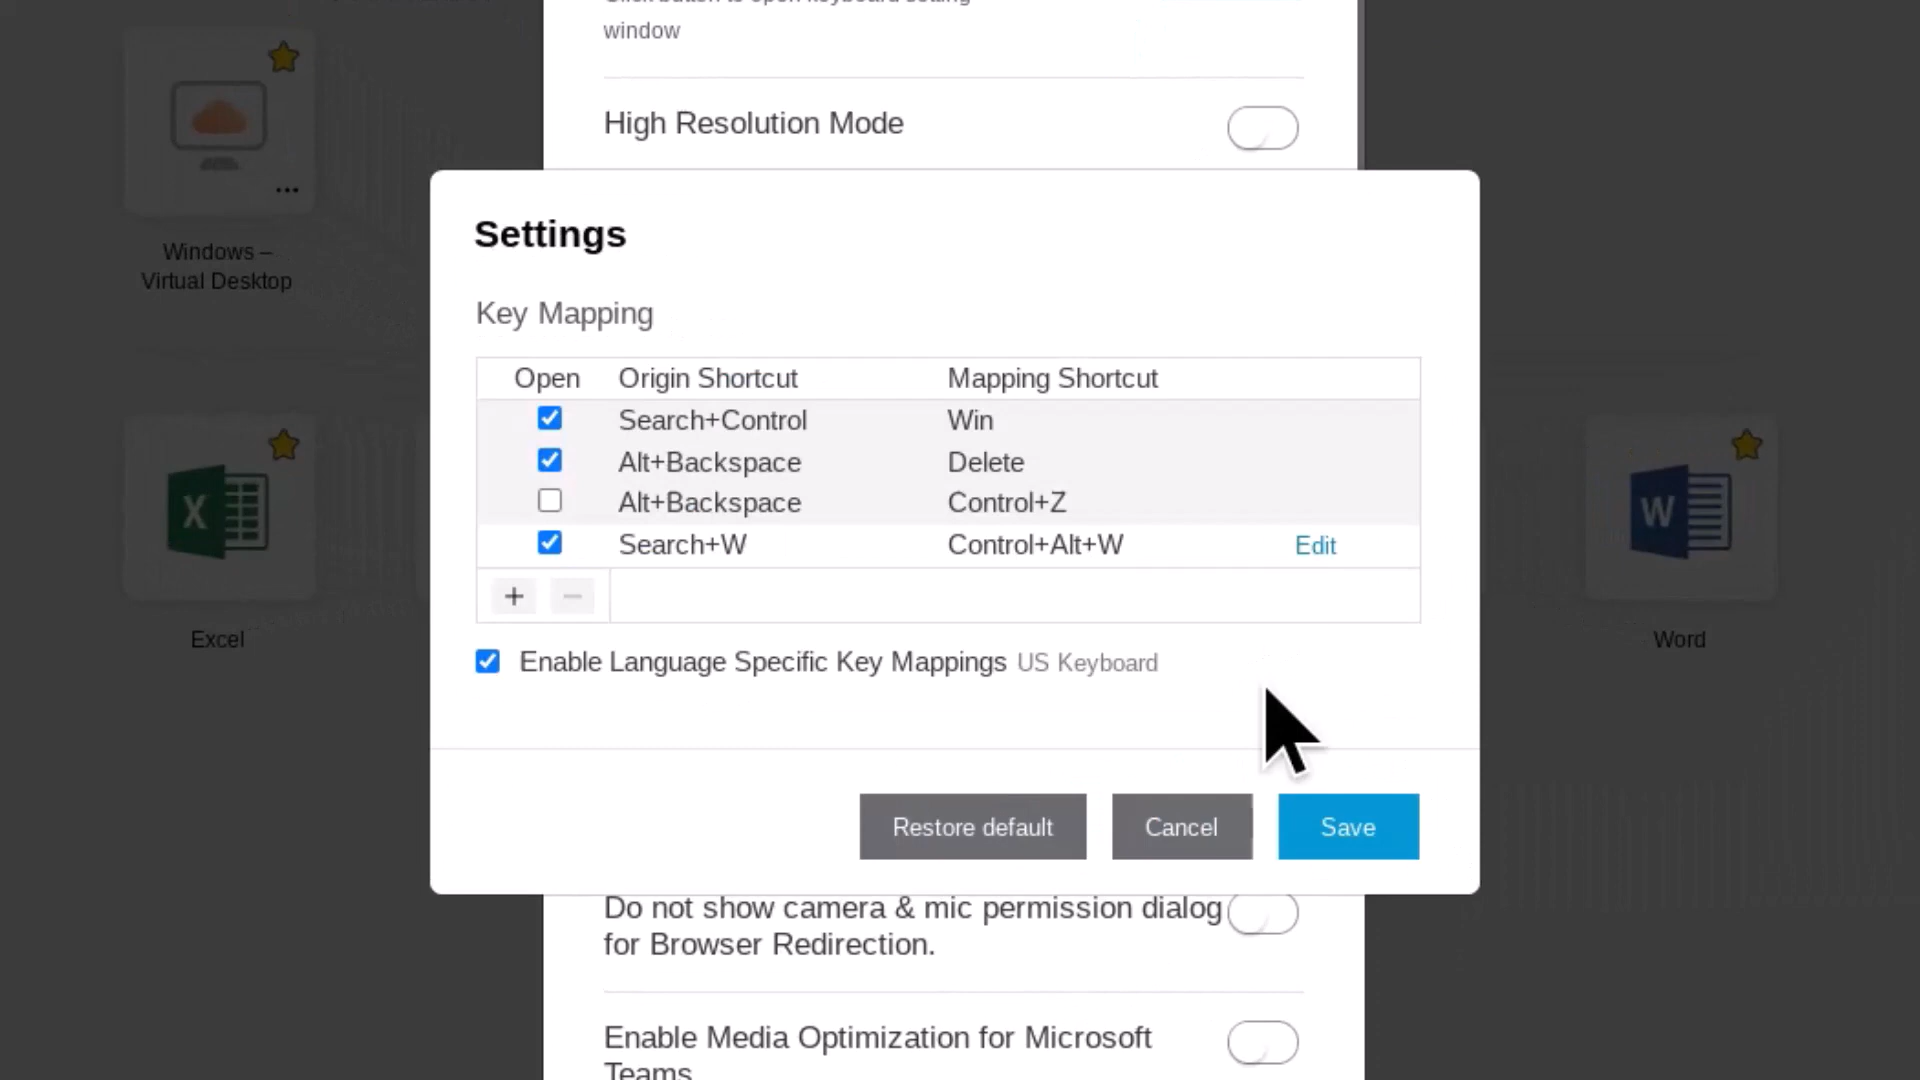 window
High Resolution Mode
Settings
Key Mapping
Open Origin Shortcut Mapping Shortcut
Search+Control Win
Alt+Backspace Delete
Alt+Backspace Control+Z
Search+W Control+Alt+W Edit
+ −
Enable Language Specific Key Mappings US Keyboard
Restore default Cancel Save
Do not show camera & mic permission dialog
for Browser Redirection.
Enable Media Optimization for Microsoft
Teams
Windows –
Virtual Desktop
X
Excel
W
Word